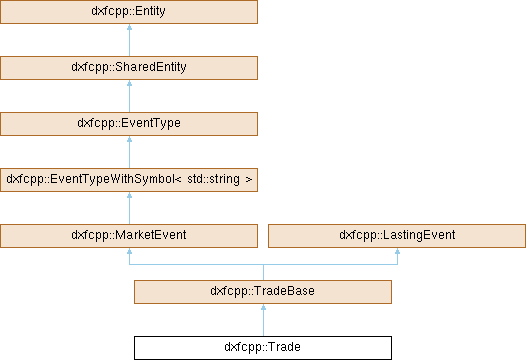 dxfcpp::Entity
dxfcpp::SharedEntity
dxfcpp::EventType
dxfcpp::EventTypeWithSymbol< std::string >
dxfcpp::MarketEvent
dxfcpp::LastingEvent
dxfcpp::TradeBase
dxfcpp::Trade